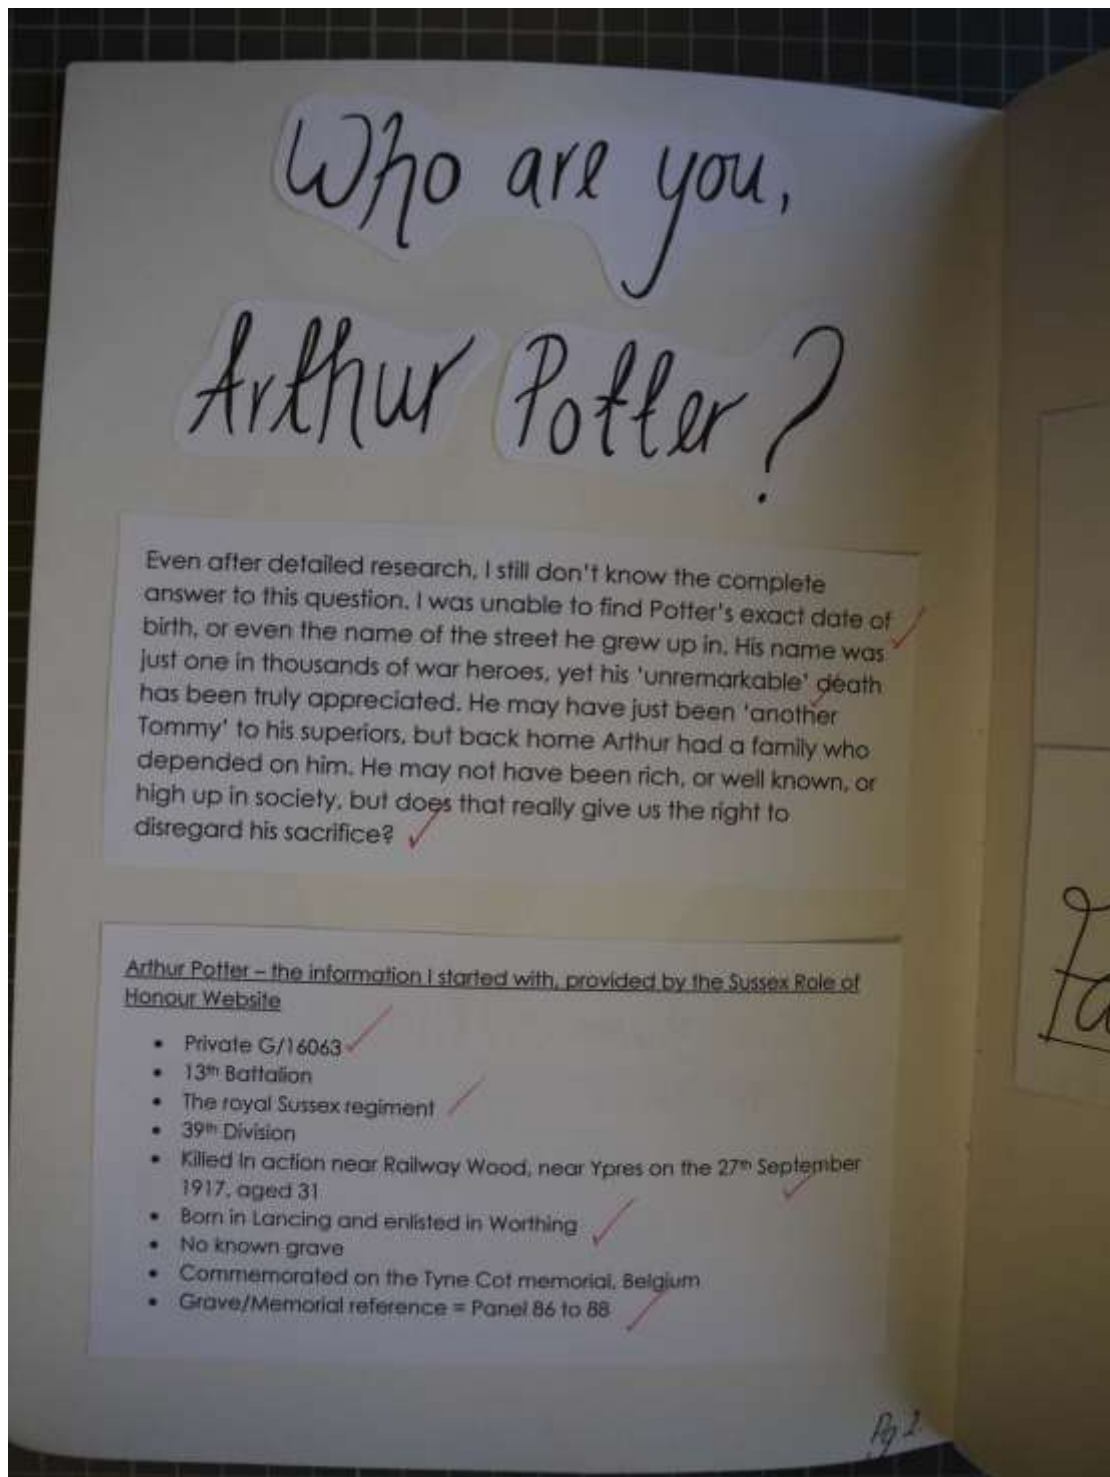 Who are you,
Arthur Potter?
Even after detailed research, I still don't know the complete
answer to this question. I was unable to find Potter's exact date of
birth, or even the name of the street he grew up in. His name was
just one in thousands of war heroes, yet his 'unremarkable' death
has been truly appreciated. He may have just been 'another
Tommy' to his superiors, but back home Arthur had a family who
depended on him. He may not have been rich, or well known, or
high up in society, but does that really give us the right to
disregard his sacrifice?
Arthur Potter – the information I started with, provided by the Sussex Role of
Honour Website
• Private G/16063
• 13th Battalion
• The royal Sussex regiment
• 39th Division
• Killed In action near Railway Wood, near Ypres on the 27th September
1917, aged 31
• Born in Lancing and enlisted in Worthing
• No known grave
• Commemorated on the Tyne Cot memorial, Belgium
• Grave/Memorial reference = Panel 86 to 88
Pg 2